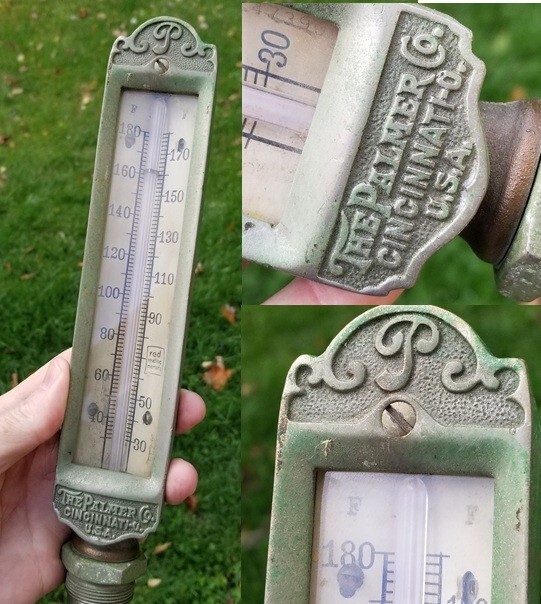 P
F F
180
170
160
150
140
130
120
110
100
90
80
red
60
50
40
30
THE PALMER CO.
CINCINNATI-O.
U.S.A.
30
THE PALMER CO.
CINCINNATI-O.
U.S.A.
P
F F
180